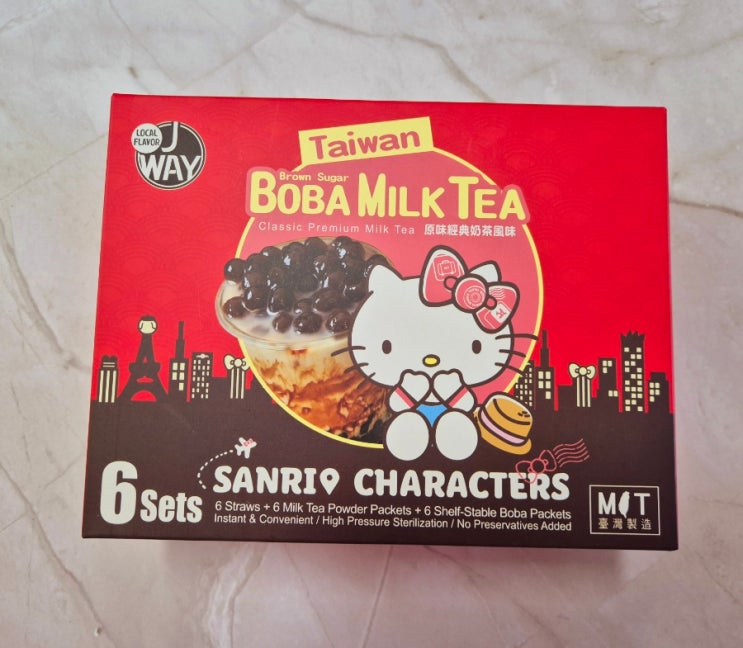 LOCAL
FLAVOR
J
WAY
Taiwan
Brown Sugar
BOBA MILK TEA
Classic Premium Milk Tea 原味經典奶茶風味
6 Sets
SANRIO CHARACTERS
6 Straws + 6 Milk Tea Powder Packets + 6 Shelf-Stable Boba Packets
Instant & Convenient / High Pressure Sterilization / No Preservatives Added
MIT
臺灣製造